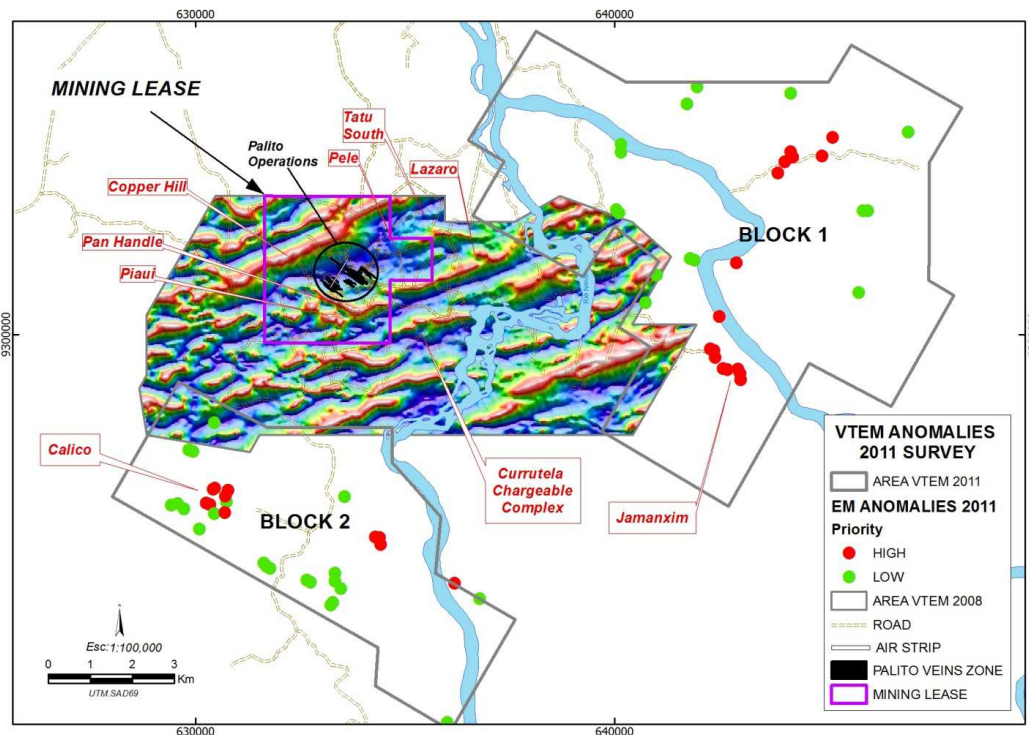 630000
640000
MINING LEASE
Palito
Operations
Tatu
South
Pele
Lazaro
Copper Hill
Pan Handle
Piaui
BLOCK 1
9300000
Calico
BLOCK 2
Currutela
Chargeable
Complex
Jamanxim
VTEM ANOMALIES
2011 SURVEY
AREA VTEM 2011
EM ANOMALIES 2011
Priority
HIGH
LOW
AREA VTEM 2008
ROAD
AIR STRIP
PALITO VEINS ZONE
MINING LEASE
Esc:1:100,000
0 1 2 3
Km
UTM:SAD69
630000
640000